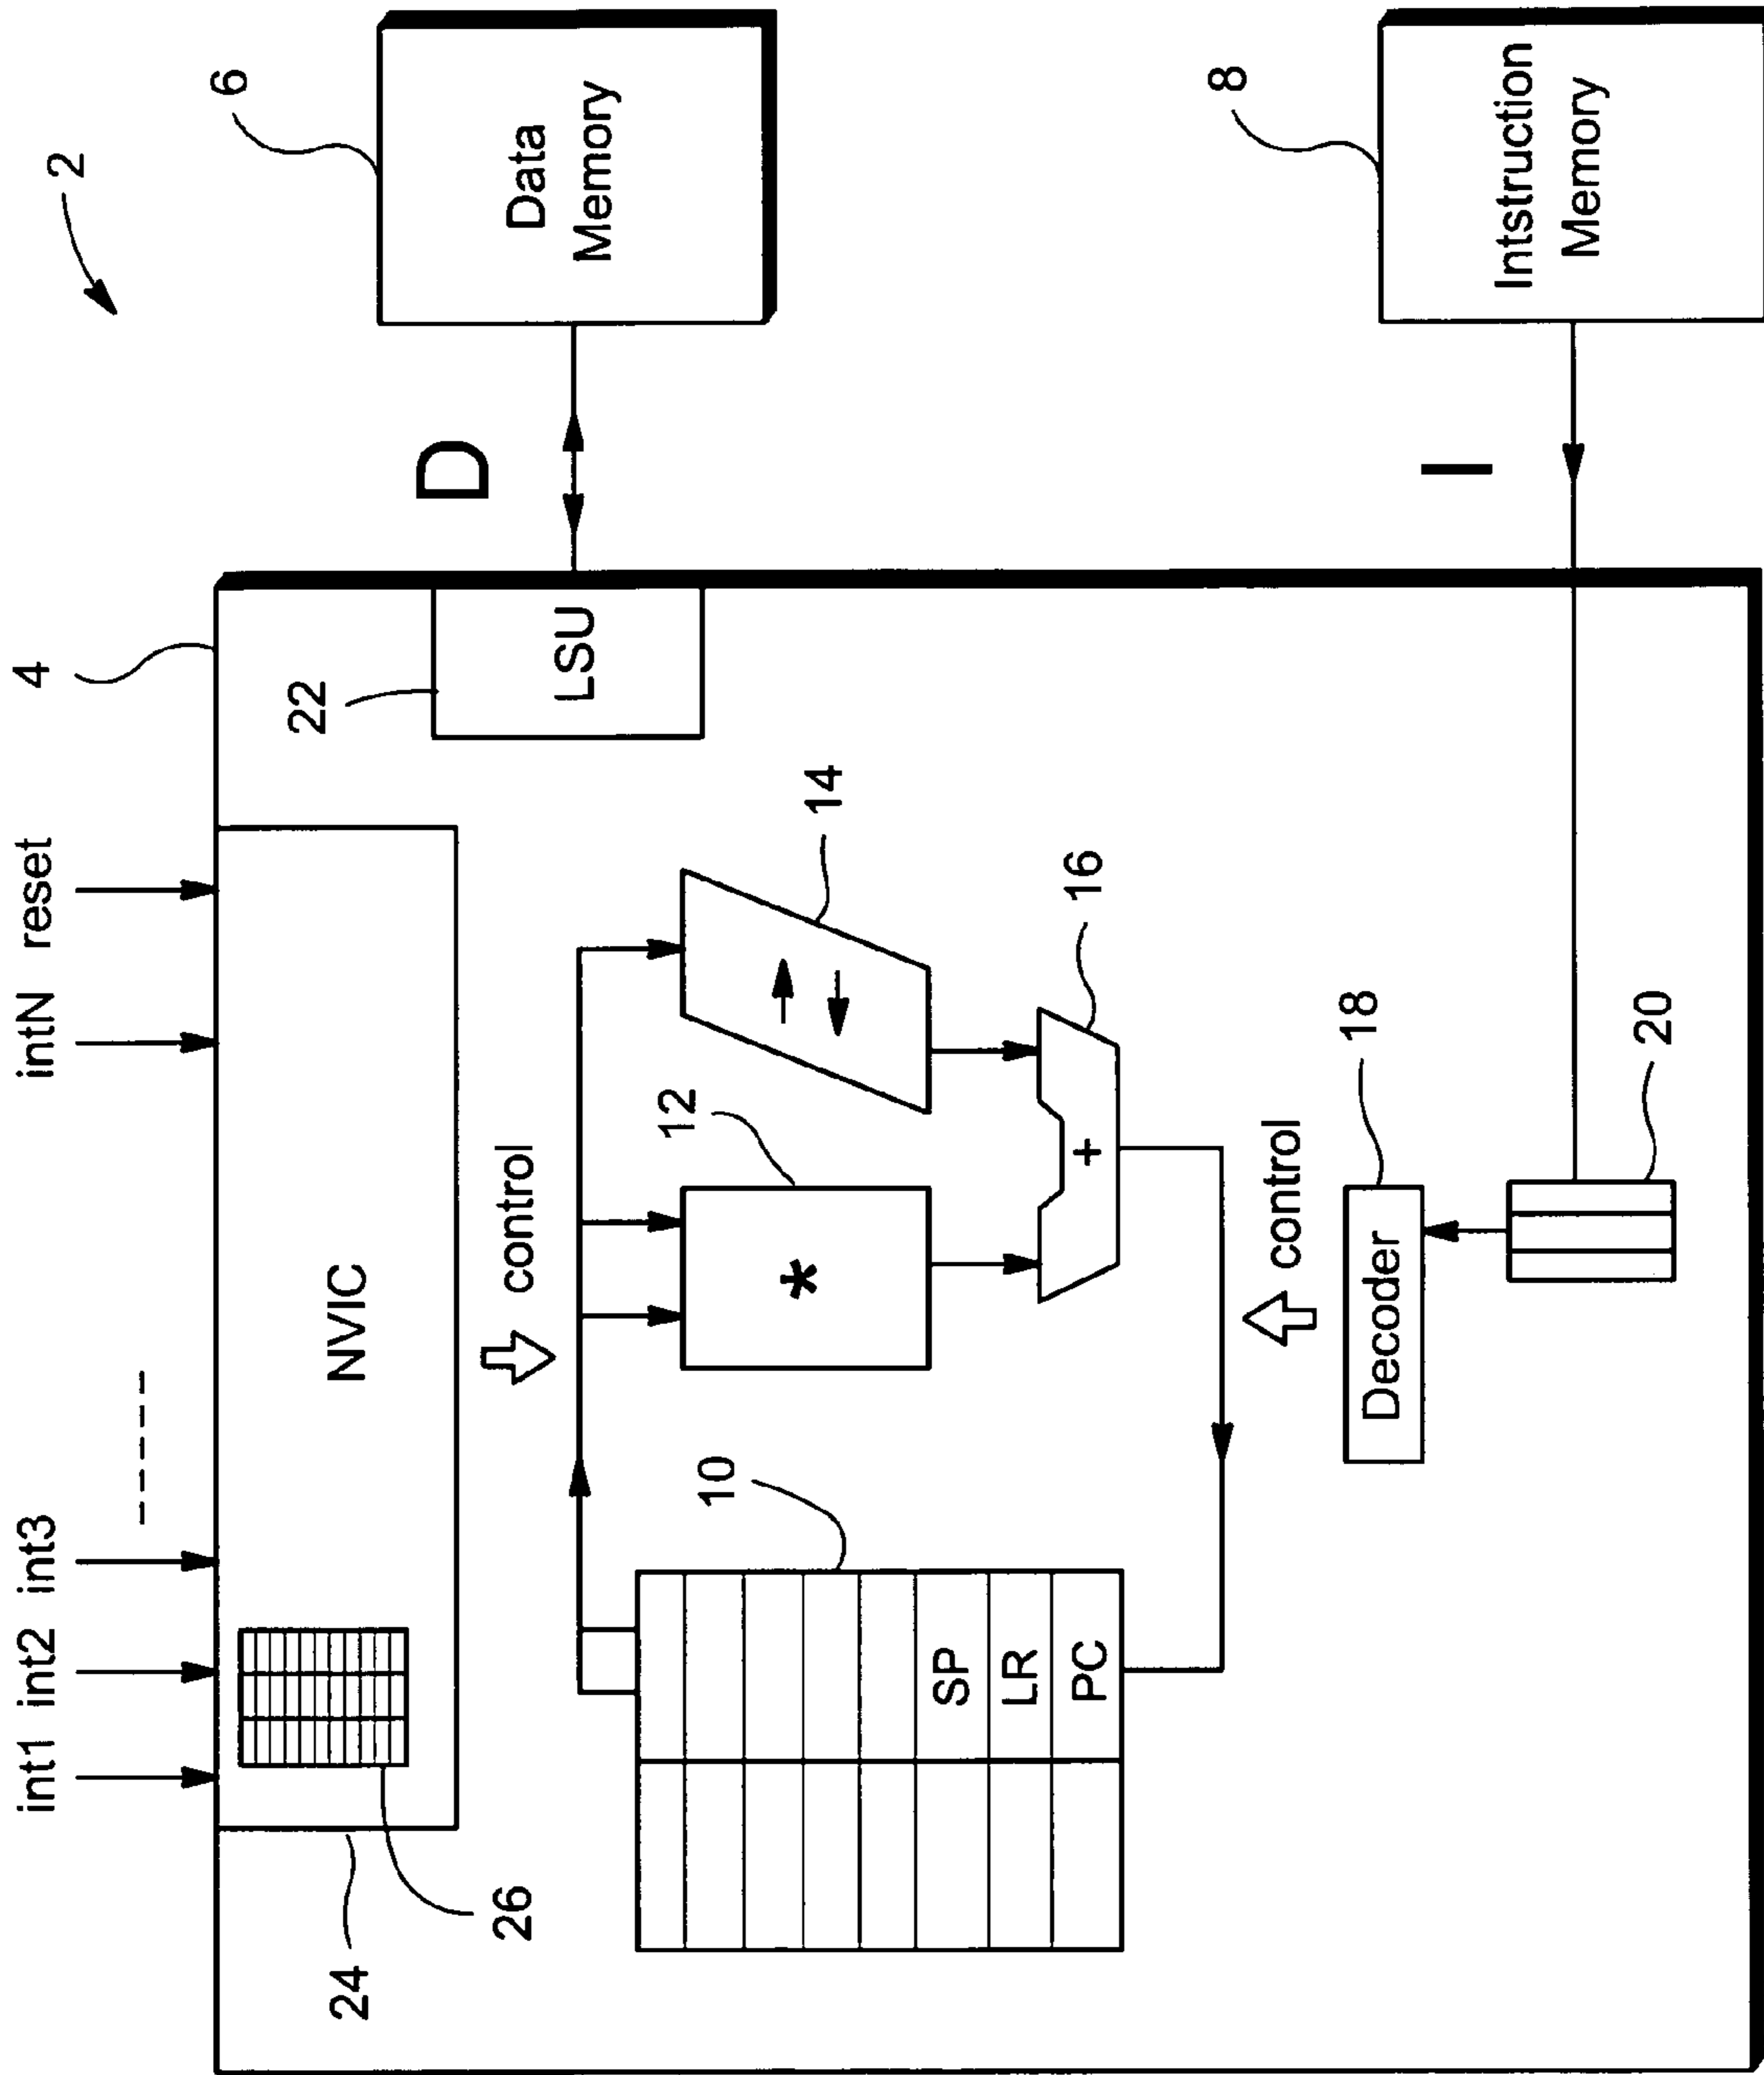 int1 int2 int3 intN reset
4
2
24
26
NVIC
22
LSU
D
6
Data
Memory
control
10
SP
LR
PC
12
*
14
+
16
control
Decoder
18
20
I
8
Intstruction
Memory